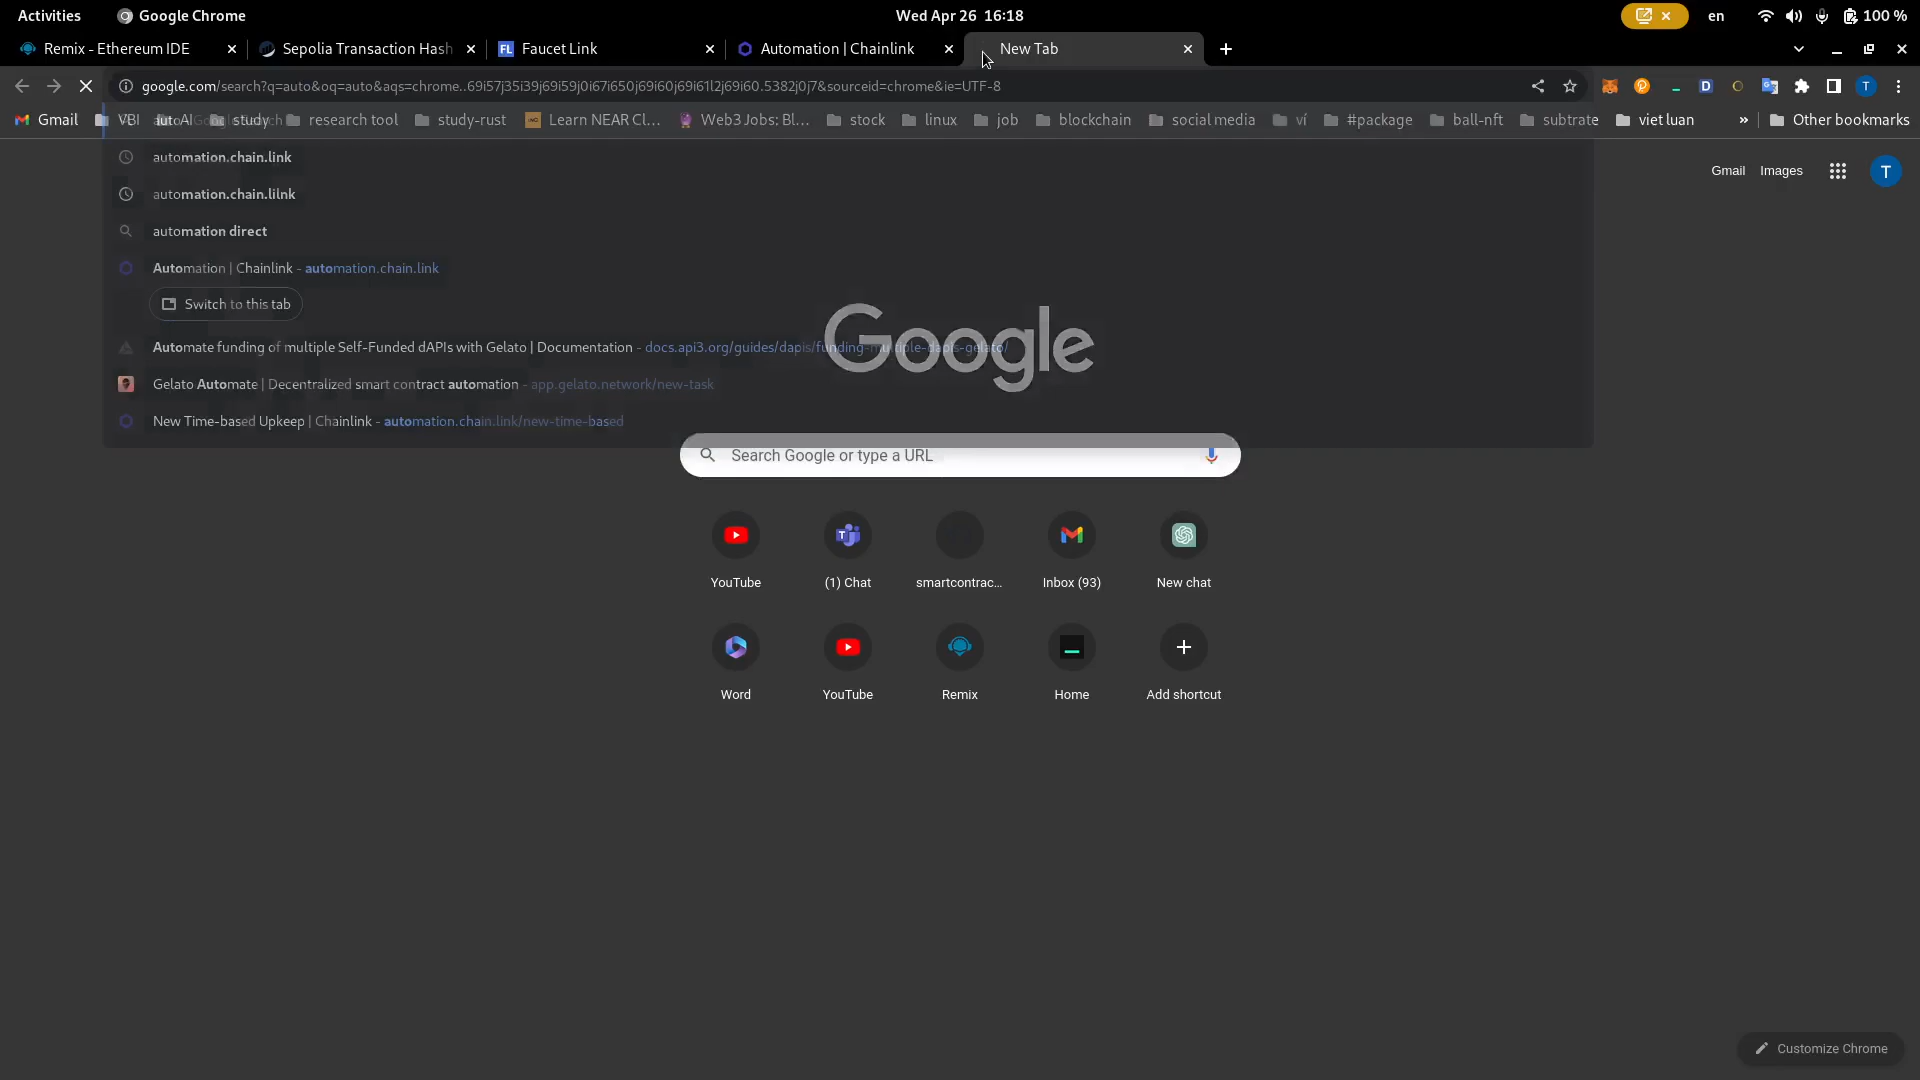 Activities
Google Chrome
Wed Apr 26 16:18
en
100 %
Remix - Ethereum IDE
Sepolia Transaction Hash
Faucet Link
Automation | Chainlink
New Tab
google.com/search?q=auto&oq=auto&aqs=chrome..69i57j35i39j69i59j0i67i650j69i60j69i61l2j69i60.5382j0j7&sourceid=chrome&ie=UTF-8
Gmail
VBI
AI
study
research tool
study-rust
Learn NEAR Cl...
Web3 Jobs: Bl...
stock
linux
job
blockchain
social media
ví
#package
ball-nft
subtrate
viet luan
»
Other bookmarks
automation.chain.link
automation.chain.lilnk
automation direct
Automation | Chainlink - automation.chain.link
Switch to this tab
Automate funding of multiple Self-Funded dAPIs with Gelato | Documentation - docs.api3.org/guides/dapis/funding-multiple-dapis-gelato/
Gelato Automate | Decentralized smart contract automation - app.gelato.network/new-task
New Time-based Upkeep | Chainlink - automation.chain.link/new-time-based
Gmail
Images
T
Google
Search Google or type a URL
YouTube
(1) Chat
smartcontrac...
Inbox (93)
New chat
Word
YouTube
Remix
Home
Add shortcut
Customize Chrome